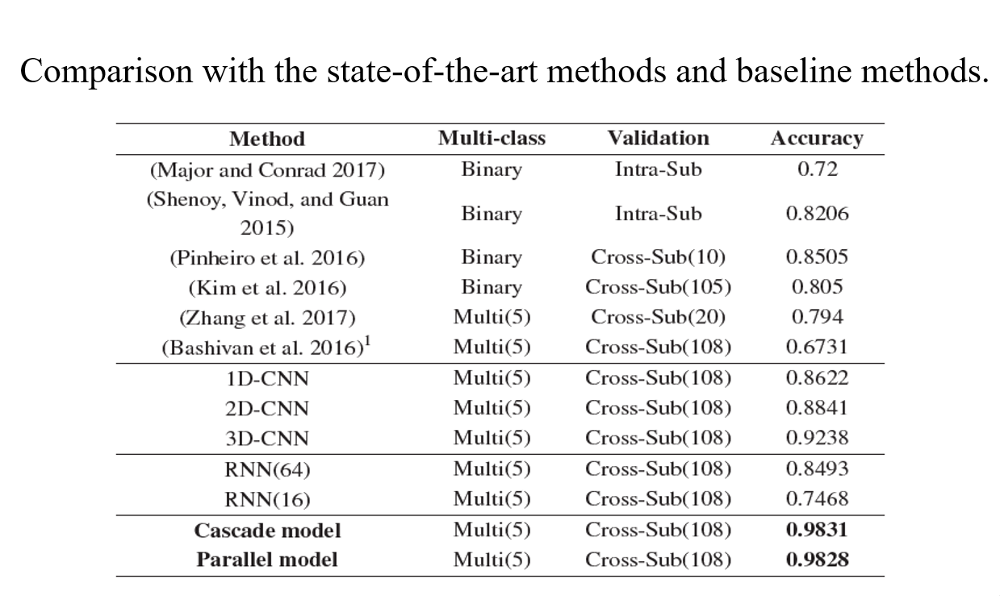 Comparison with the state-of-the-art methods and baseline methods.
Method Multi-class Validation Accuracy
(Major and Conrad 2017) Binary Intra-Sub 0.72
(Shenoy, Vinod, and Guan
2015) Binary Intra-Sub 0.8206
(Pinheiro et al. 2016) Binary Cross-Sub(10) 0.8505
(Kim et al. 2016) Binary Cross-Sub(105) 0.805
(Zhang et al. 2017) Multi(5) Cross-Sub(20) 0.794
(Bashivan et al. 2016)¹ Multi(5) Cross-Sub(108) 0.6731
1D-CNN Multi(5) Cross-Sub(108) 0.8622
2D-CNN Multi(5) Cross-Sub(108) 0.8841
3D-CNN Multi(5) Cross-Sub(108) 0.9238
RNN(64) Multi(5) Cross-Sub(108) 0.8493
RNN(16) Multi(5) Cross-Sub(108) 0.7468
Cascade model Multi(5) Cross-Sub(108) 0.9831
Parallel model Multi(5) Cross-Sub(108) 0.9828